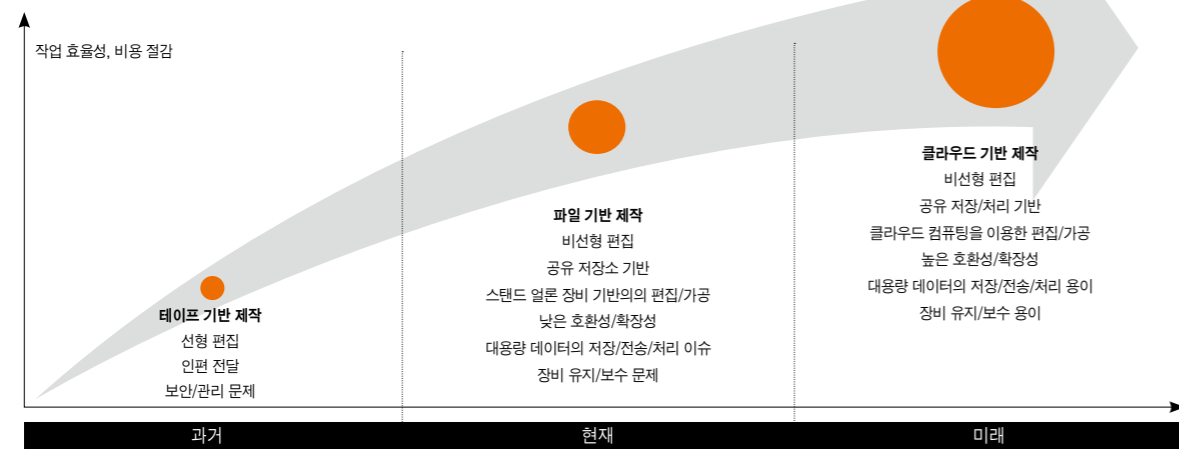 작업 효율성, 비용 절감
테이프 기반 제작
선형 편집
인편 전달
보안/관리 문제
파일 기반 제작
비선형 편집
공유 저장소 기반
스탠드 얼론 장비 기반의의 편집/가공
낮은 호환성/확장성
대용량 데이터의 저장/전송/처리 이슈
장비 유지/보수 문제
클라우드 기반 제작
비선형 편집
공유 저장/처리 기반
클라우드 컴퓨팅을 이용한 편집/가공
높은 호환성/확장성
대용량 데이터의 저장/전송/처리 용이
장비 유지/보수 용이
과거
현재
미래